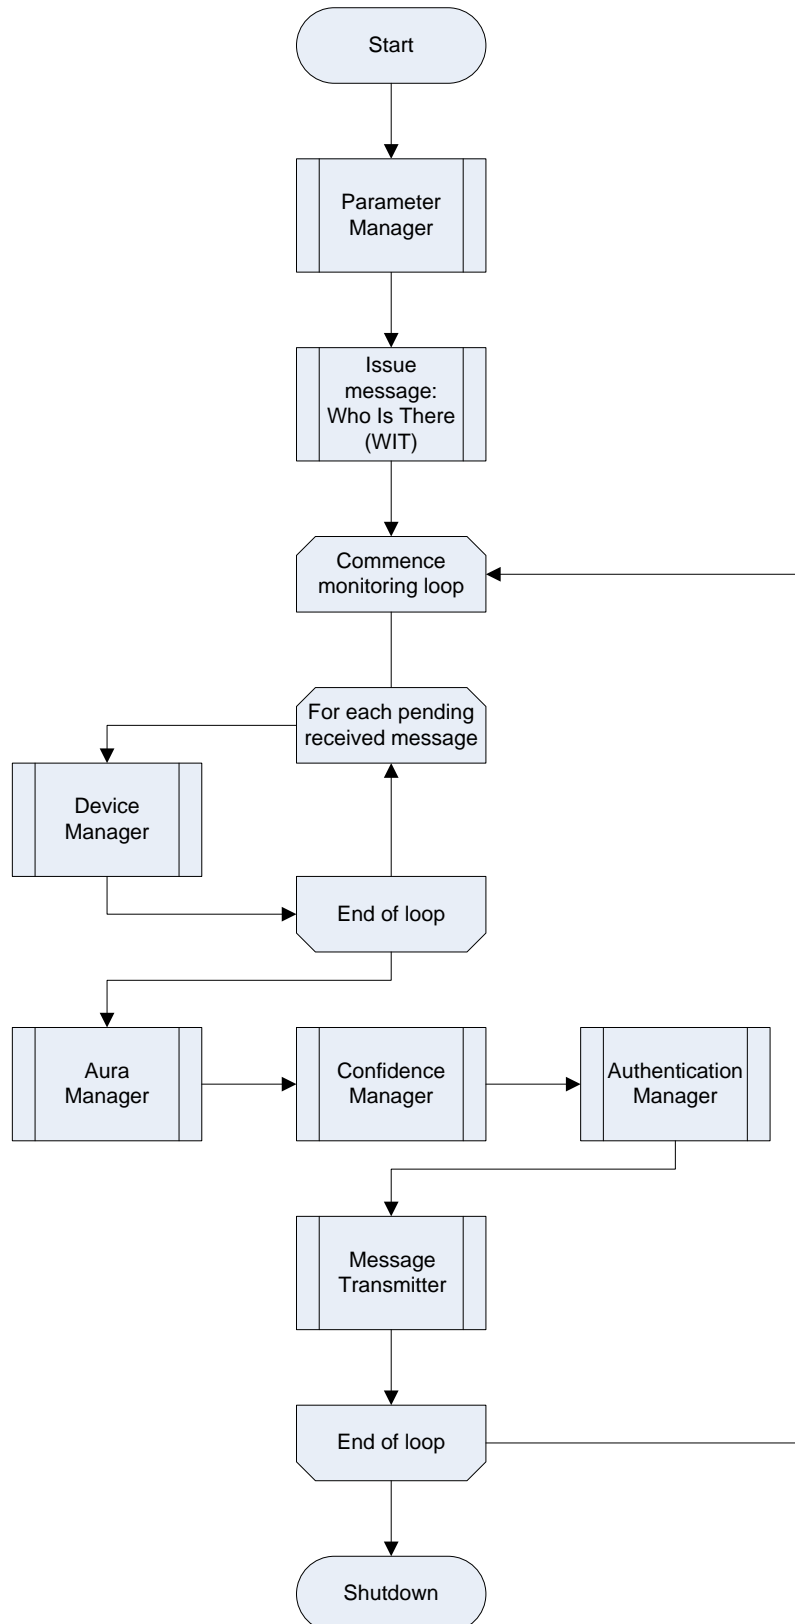 Start
Parameter
Manager
Issue
message:
Who Is There
(WIT)
Commence
monitoring loop
For each pending
received message
Device
Manager
End of loop
Aura
Manager
Confidence
Manager
Authentication
Manager
Message
Transmitter
End of loop
Shutdown